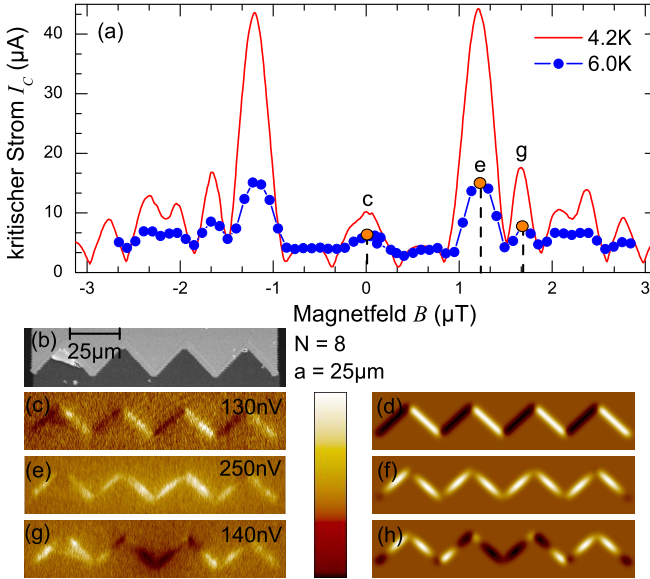 (a)
4.2K
6.0K
kritischer Strom I_C (µA)
40
30
20
10
0
c
e
g
-3
-2
-1
0
1
2
3
Magnetfeld B (µT)
(b)
25µm
N = 8
a = 25µm
(c)
130nV
(d)
(e)
250nV
(f)
(g)
140nV
(h)